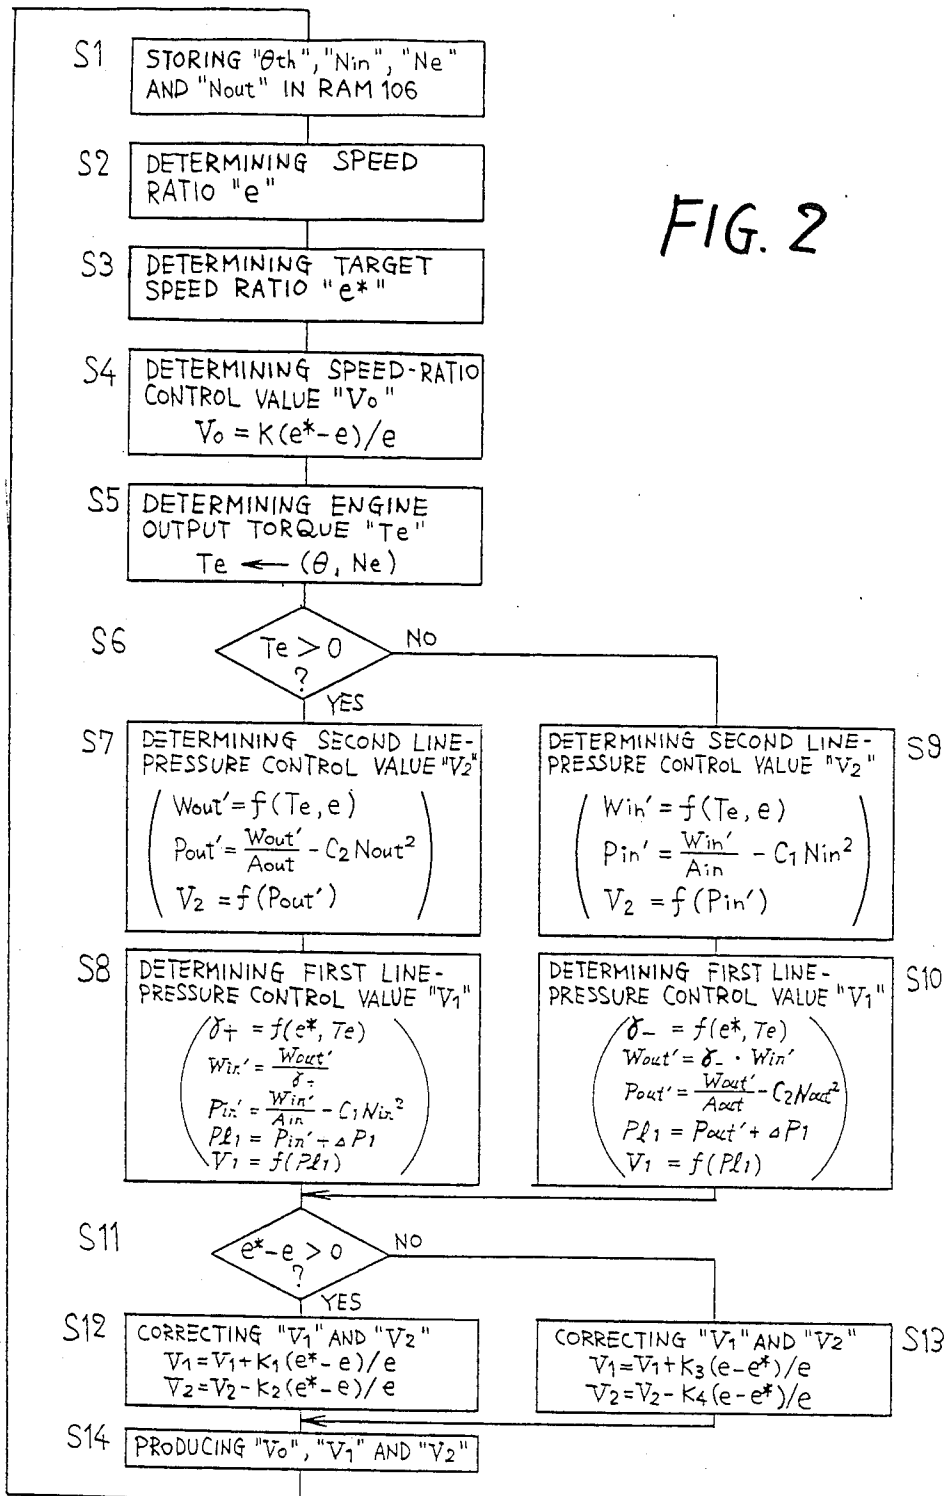 FIG. 2
S1
STORING "θth", "Nin", "Ne"
AND "Nout" IN RAM 106
S2
DETERMINING SPEED
RATIO "e"
S3
DETERMINING TARGET
SPEED RATIO "e*"
S4
DETERMINING SPEED-RATIO
CONTROL VALUE "V0"
V0 = K(e*-e)/e
S5
DETERMINING ENGINE
OUTPUT TORQUE "Te"
Te ← (θ, Ne)
S6
Te > 0
?
NO
YES
S7
DETERMINING SECOND LINE-
PRESSURE CONTROL VALUE "V2"
Wout' = f(Te, e)
Pout' = Wout'/Aout - C2 Nout²
V2 = f(Pout')
S9
DETERMINING SECOND LINE-
PRESSURE CONTROL VALUE "V2"
Win' = f(Te, e)
Pin' = Win'/Ain - C1 Nin²
V2 = f(Pin')
S8
DETERMINING FIRST LINE-
PRESSURE CONTROL VALUE "V1"
γ+ = f(e*, Te)
Win' = Wout'/γ+
Pin' = Win'/Ain - C1 Nin²
Pl1 = Pin' + ΔP1
V1 = f(Pl1)
S10
DETERMINING FIRST LINE-
PRESSURE CONTROL VALUE "V1"
γ- = f(e*, Te)
Wout' = γ- · Win'
Pout' = Wout'/Aout - C2 Nout²
Pl1 = Pout' + ΔP1
V1 = f(Pl1)
S11
e*-e > 0
?
NO
YES
S12
CORRECTING "V1" AND "V2"
V1=V1+K1(e*-e)/e
V2=V2-K2(e*-e)/e
S13
CORRECTING "V1" AND "V2"
V1=V1+K3(e-e*)/e
V2=V2-K4(e-e*)/e
S14
PRODUCING "V0", "V1" AND "V2"